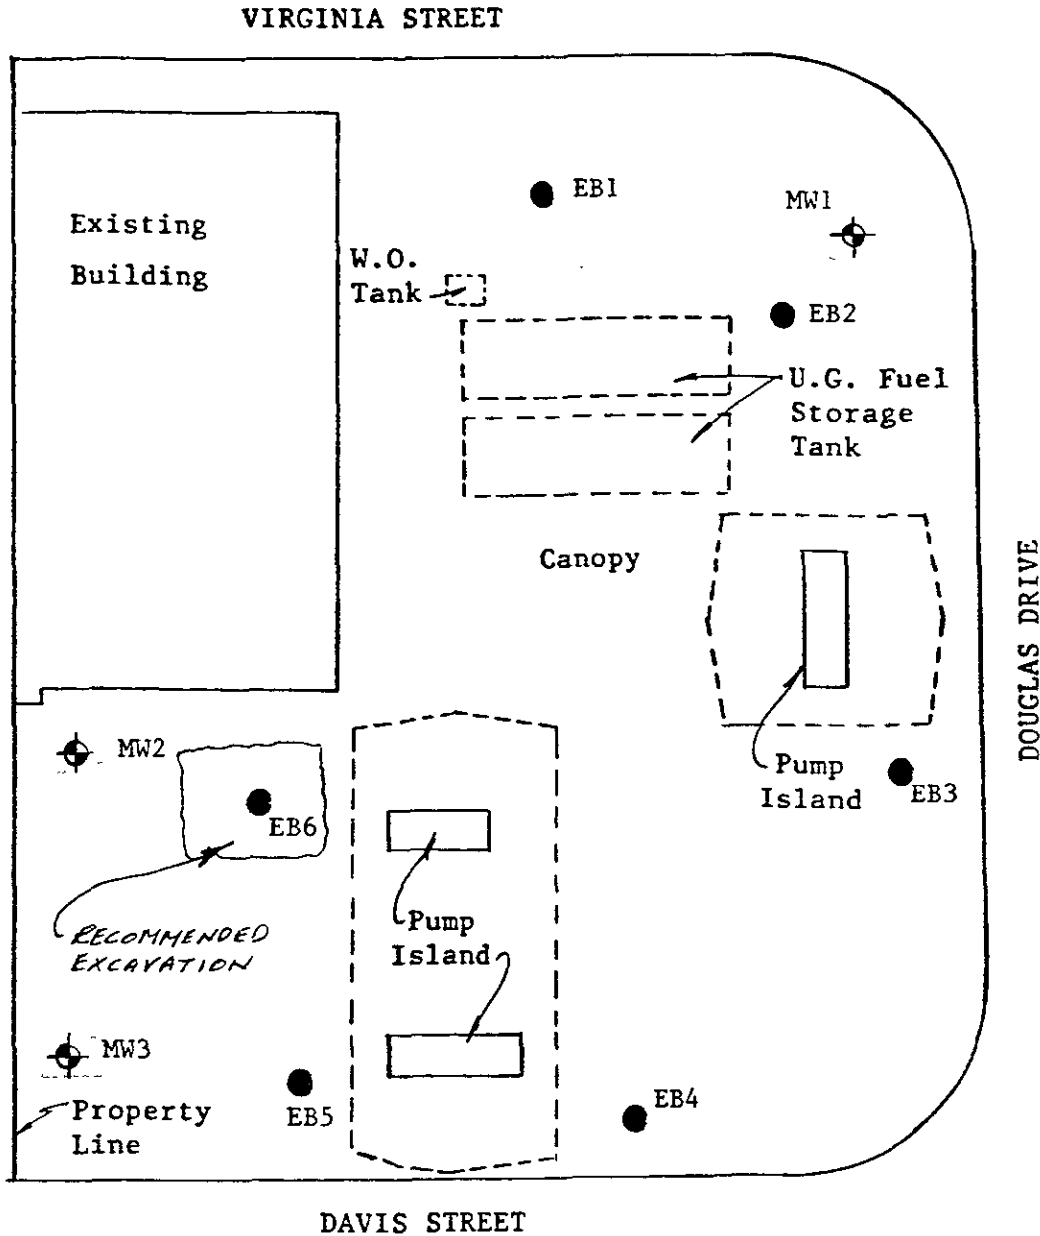 VIRGINIA STREET
EB1
MW1
Existing
Building
W.O.
Tank
EB2
U.G. Fuel
Storage
Tank
Canopy
DOUGLAS DRIVE
MW2
Pump
Island
EB3
EB6
Pump
Island
RECOMMENDED
EXCAVATION
MW3
Property
Line
EB5
EB4
DAVIS STREET